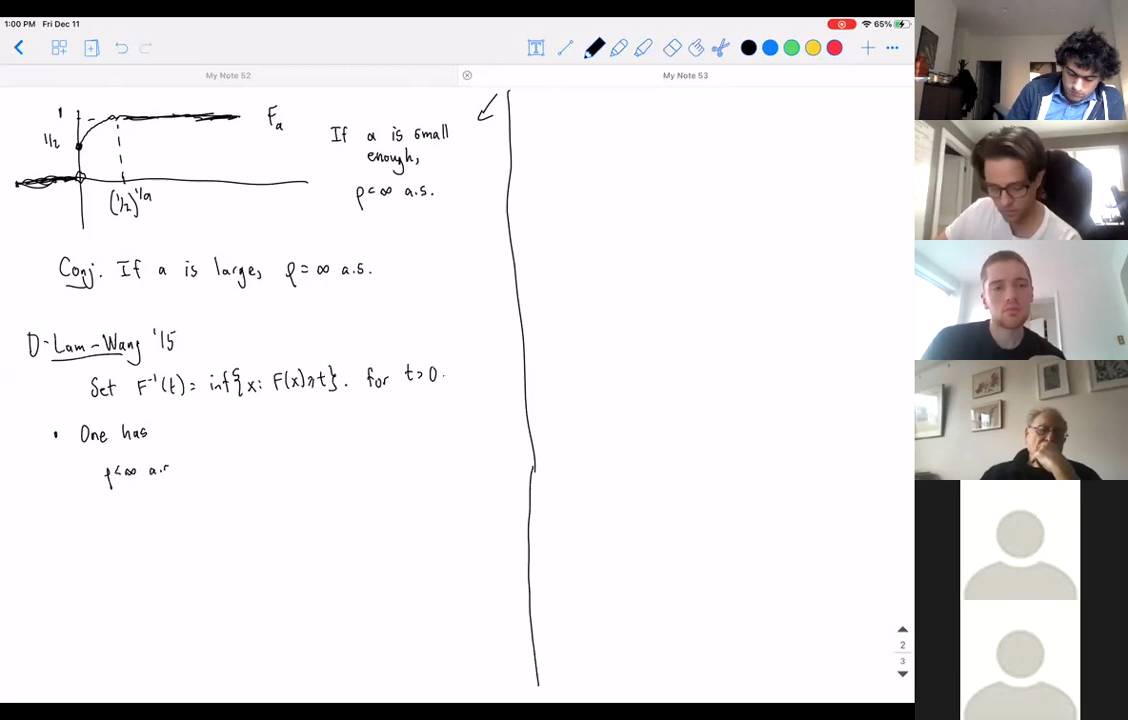 1:00 PM Fri Dec 11
65%
My Note 52
My Note 53
1
1/2
F_a
(1/2)^{1/a}
If a is small
enough,
ρ < ∞ a.s.
Conj. If a is large, ρ = ∞ a.s.
D-Lam-Wang '15
Set F^{-1}(t) = inf{x: F(x) ≥ t}. for t > 0.
• One has
ρ < ∞ a.s
2
3